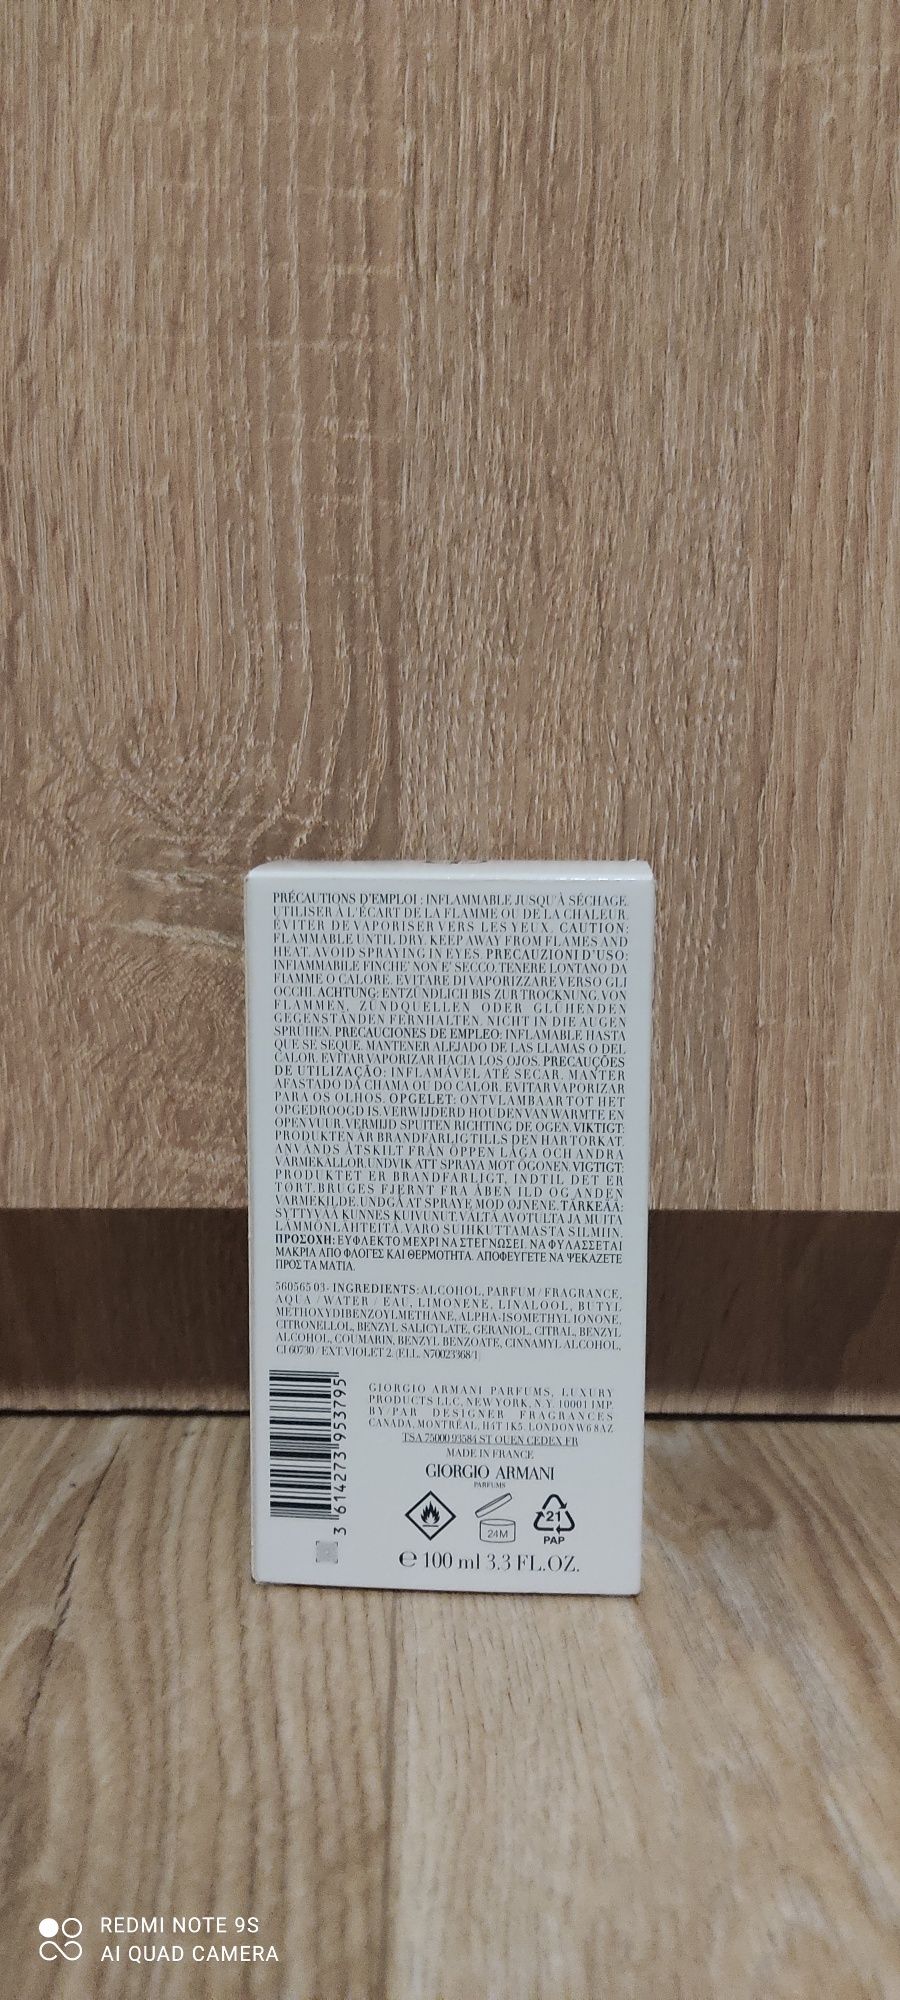 PRÉCAUTIONS D'EMPLOI : INFLAMMABLE JUSQU'À SÉCHAGE.
UTILISER À L'ÉCART DE LA FLAMME OU DE LA CHALEUR.
ÉVITER DE VAPORISER VERS LES YEUX. CAUTION:
FLAMMABLE UNTIL DRY. KEEP AWAY FROM FLAMES AND
HEAT. AVOID SPRAYING IN EYES PRECAUZIONI D'USO:
INFIAMMABILE FINCHE' NON E' SECCO. TENERE LONTANO DA
FIAMME O CALORE. EVITARE DI VAPORIZZARE VERSO GLI
OCCHI. ACHTUNG: ENTZÜNDLICH BIS ZUR TROCKNUNG. VON
FLAMMEN, ZÜNDQUELLEN ODER GLÜHENDEN
GEGENSTÄNDEN FERNHALTEN. NICHT IN DIE AUGEN
SPRÜHEN. PRECAUCIONES DE EMPLEO: INFLAMABLE HASTA
QUE SE SEQUE. MANTENER ALEJADO DE LAS LLAMAS O DEL
CALOR. EVITAR VAPORIZAR HACIA LOS OJOS. PRECAUÇÕES
DE UTILIZAÇÃO: INFLAMÁVEL ATÉ SECAR. MANTER
AFASTADO DA CHAMA OU DO CALOR. EVITAR VAPORIZAR
PARA OS OLHOS. OPGELET: ONTVLAMBAAR TOT HET
OPGEDROOGD IS. VERWIJDERD HOUDEN VAN WARMTE EN
OPEN VUUR. VERMIJD SPUITEN RICHTING DE OGEN. VIKTIGT:
PRODUKTEN ÄR BRANDFARLIG TILLS DEN HAR TORKAT.
ANVÄNDS ÅTSKILT FRÅN ÖPPEN LÅGA OCH ANDRA
VÄRMEKÄLLOR. UNDVIK ATT SPRAYA MOT ÖGONEN. VIGTIGT:
PRODUKTET ER BRANDFARLIGT, INDTIL DET ER
TØRT. BRUGES FJERNT FRA ÅBEN ILD OG ANDEN
VARMEKILDE. UNDGÅ AT SPRAYE MOD ØJNENE. TÄRKEÄÄ:
SYTTYVÄÄ KUNNES KUIVUNUT. VÄLTÄ AVOTULTA JA MUITA
LÄMMÖNLÄHTEITÄ. VARO SUIHKUTTAMASTA SILMIIN.
ΠΡΟΣΟΧΗ: ΕΥΦΛΕΚΤΟ ΜΕΧΡΙ ΝΑ ΣΤΕΓΝΩΣΕΙ. ΝΑ ΦΥΛΑΣΣΕΤΑΙ
ΜΑΚΡΙΑ ΑΠΟ ΦΛΟΓΕΣ ΚΑΙ ΘΕΡΜΟΤΗΤΑ. ΑΠΟΦΕΥΓΕΤΕ ΝΑ ΨΕΚΑΖΕΤΕ
ΠΡΟΣ ΤΑ ΜΑΤΙΑ.
560565 03 - INGREDIENTS: ALCOHOL, PARFUM / FRAGRANCE,
AQUA / WATER / EAU, LIMONENE, LINALOOL, BUTYL
METHOXYDIBENZOYLMETHANE, ALPHA-ISOMETHYL IONONE,
CITRONELLOL, BENZYL SALICYLATE, GERANIOL, CITRAL, BENZYL
ALCOHOL, COUMARIN, BENZYL BENZOATE, CINNAMYL ALCOHOL,
CI 60730 / EXT. VIOLET 2. (F.I.L. N70023368/1)
3 614273 953795
GIORGIO ARMANI PARFUMS, LUXURY
PRODUCTS LLC, NEW YORK, N.Y. 10001 IMP.
BY/PAR DESIGNER FRAGRANCES
CANADA, MONTRÉAL, H4T 1K5. LONDON W6 8AZ
TSA 75000 93584 ST OUEN CEDEX FR
MADE IN FRANCE
GIORGIO ARMANI
PARFUMS
24M
21
PAP
℮ 100 ml 3.3 FL.OZ.
REDMI NOTE 9S
AI QUAD CAMERA